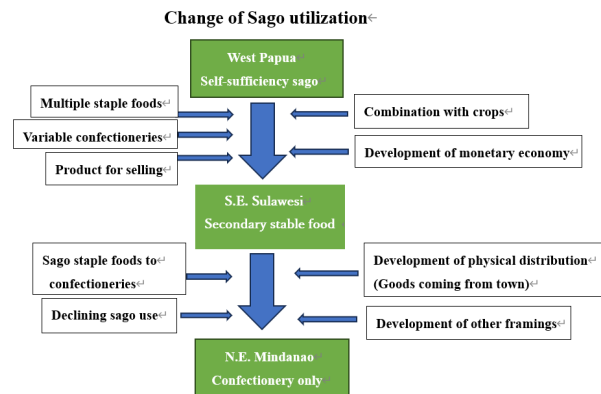 Change of Sago utilization↵
West Papua↵
Self-sufficiency sago↵
Multiple staple foods↵
Combination with crops↵
Variable confectioneries↵
Development of monetary economy↵
Product for selling↵
S.E. Sulawesi↵
Secondary stable food↵
Sago staple foods to↵
confectioneries↵
Development of physical distribution↵
(Goods coming from town)↵
Declining sago use↵
Development of other framings↵
N.E. Mindanao↵
Confectionery only↵